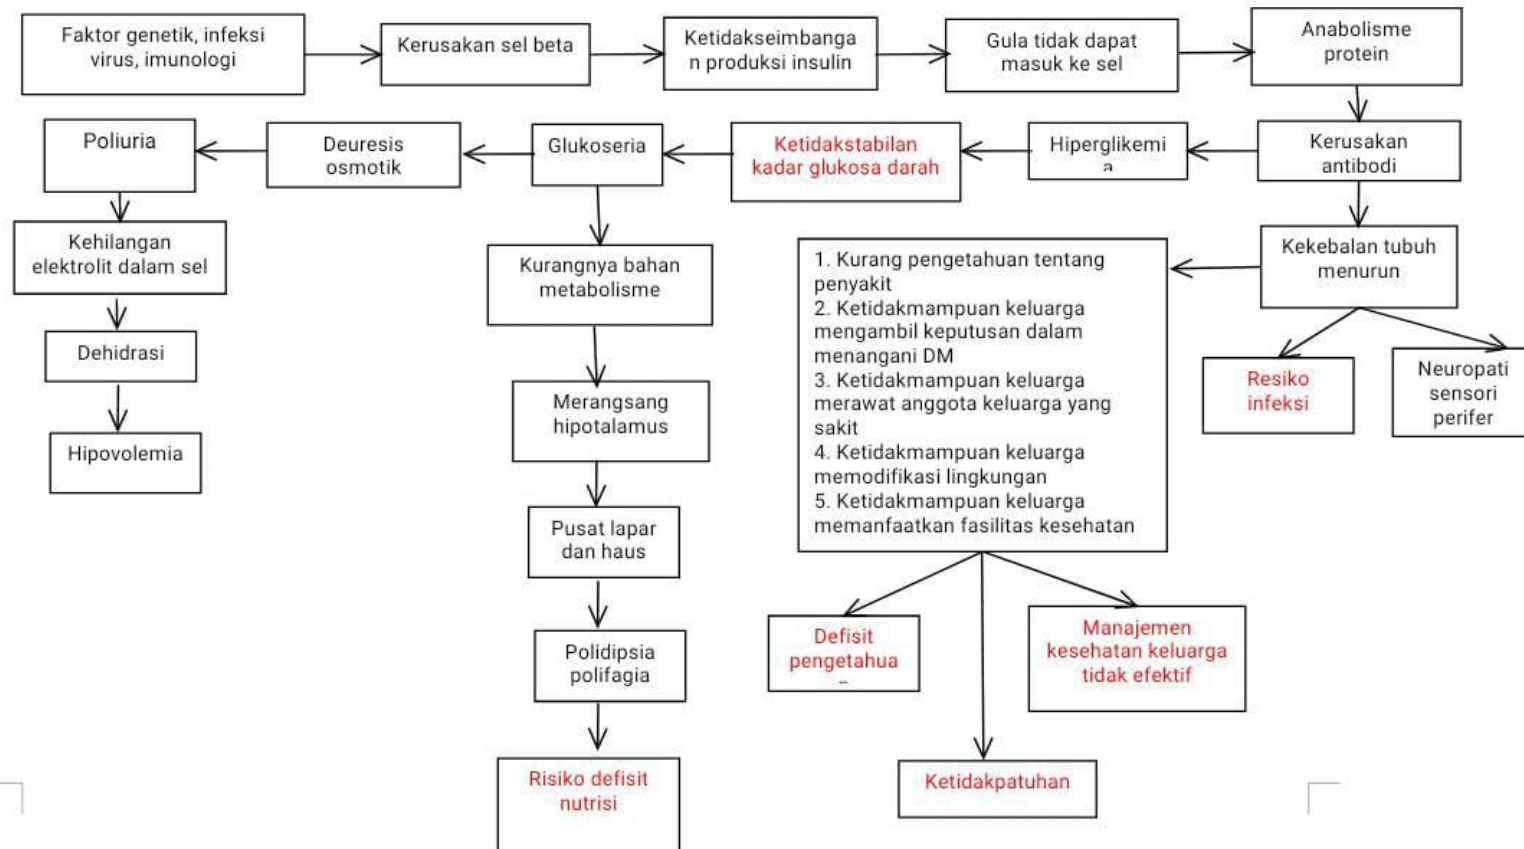 Faktor genetik, infeksi
virus, imunologi
Kerusakan sel beta
Ketidakseimbanga
n produksi insulin
Gula tidak dapat
masuk ke sel
Anabolisme
protein
Poliuria
Deuresis
osmotik
Glukoseria
Ketidakstabilan
kadar glukosa darah
Hiperglikemi
a
Kerusakan
antibodi
Kehilangan
elektrolit dalam sel
Kurangnya bahan
metabolisme
1. Kurang pengetahuan tentang
penyakit
2. Ketidakmampuan keluarga
mengambil keputusan dalam
menangani DM
3. Ketidakmampuan keluarga
merawat anggota keluarga yang
sakit
4. Ketidakmampuan keluarga
memodifikasi lingkungan
5. Ketidakmampuan keluarga
memanfaatkan fasilitas kesehatan
Kekebalan tubuh
menurun
Dehidrasi
Merangsang
hipotalamus
Resiko
infeksi
Neuropati
sensori
perifer
Hipovolemia
Pusat lapar
dan haus
Polidipsia
polifagia
Defisit
pengetahua
n
Manajemen
kesehatan keluarga
tidak efektif
Risiko defisit
nutrisi
Ketidakpatuhan